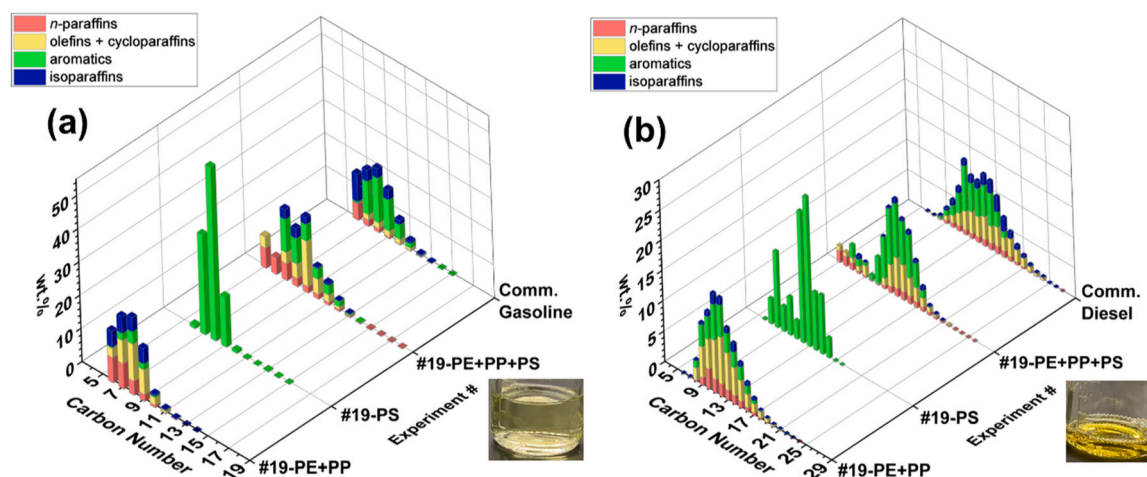 n-paraffins
olefins + cycloparaffins
aromatics
isoparaffins
(a)
50
40
30
20
10
0
wt.%
5
7
9
11
13
15
17
19
Carbon Number
#19-PE+PP
#19-PS
#19-PE+PP+PS
Comm.
Gasoline
Experiment #
n-paraffins
olefins + cycloparaffins
aromatics
isoparaffins
(b)
30
25
20
15
10
5
0
wt.%
5
9
13
17
21
25
29
Carbon Number
#19-PE+PP
#19-PS
#19-PE+PP+PS
Comm.
Diesel
Experiment #